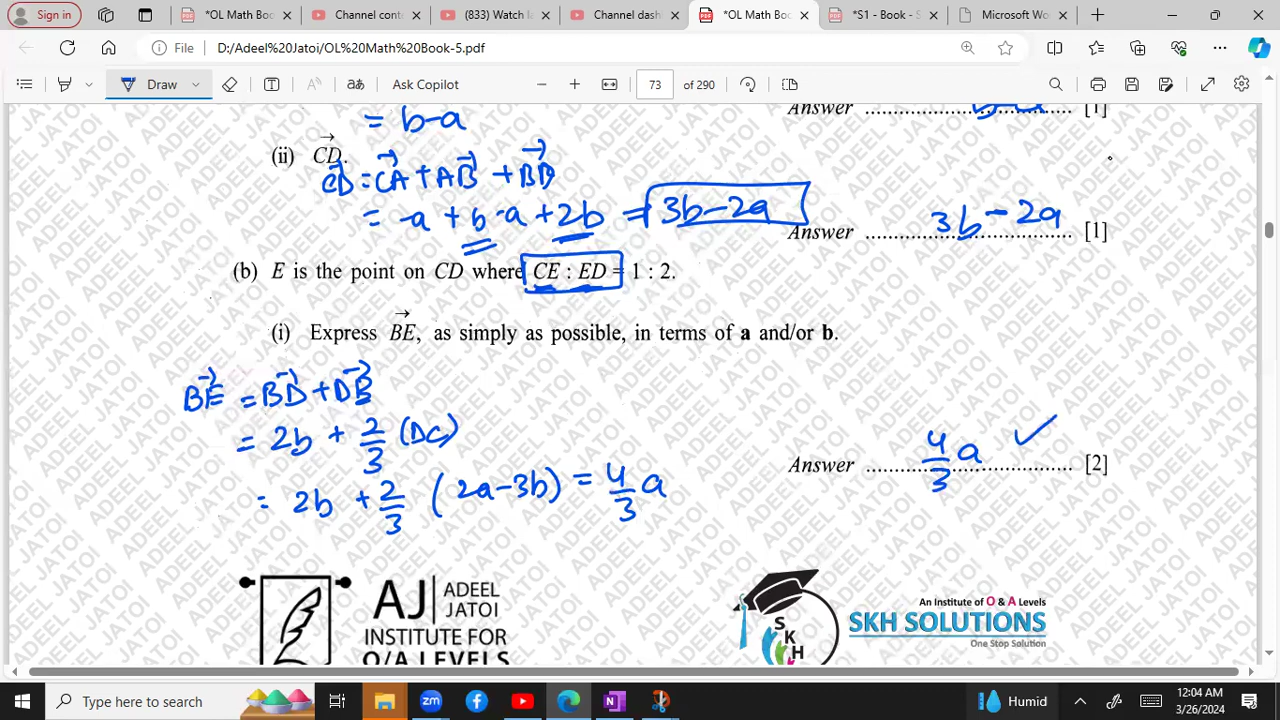 *OL Math Boo
Channel cont
(833) Watch la
Channel dash
*OL Math Boo
*S1 - Book - S
Microsoft Wo
File D:/Adeel%20Jatoi/OL%20Math%20Book-5.pdf
Draw
Ask Copilot
73 of 290
Sign in
= b-a
Answer [1]
(ii) CD.
CD = CA + AB + BD
= -a + b - a + 2b = 3b - 2a
Answer 3b - 2a [1]
(b) E is the point on CD where CE : ED = 1 : 2.
(i) Express BE, as simply as possible, in terms of a and/or b.
BE = BD + DE
= 2b + 2/3 (DC)
= 2b + 2/3 (2a - 3b) = 4/3 a
Answer 4/3 a ✓ [2]
AJ ADEEL JATOI
INSTITUTE FOR
O/A LEVELS
SKH
An Institute of O & A Levels
SKH SOLUTIONS
One Stop Solution
ADEEL JATOI
Type here to search
Humid
12:04 AM
3/26/2024